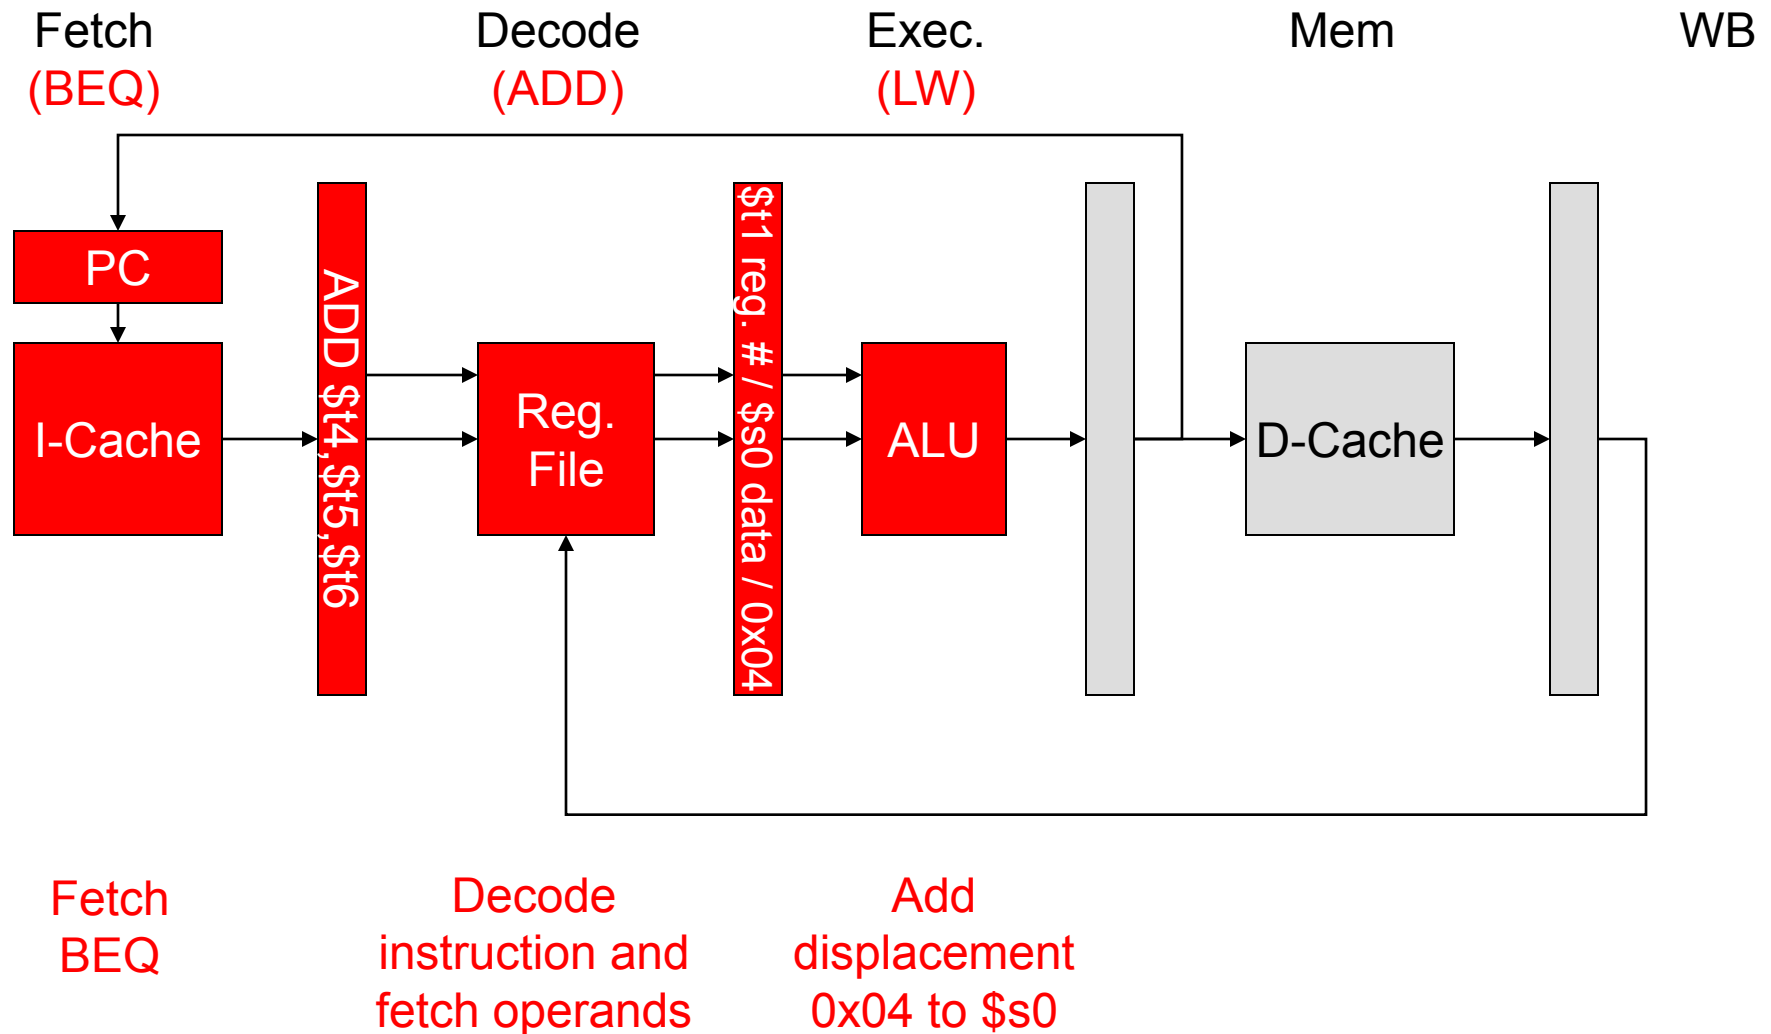 Fetch
(BEQ)
Decode
(ADD)
Exec.
(LW)
Mem
WB
PC
I-Cache
ADD $t4,$t5,$t6
Reg.
File
$t1 reg. # / $s0 data / 0x04
ALU
D-Cache
Fetch
BEQ
Decode
instruction and
fetch operands
Add
displacement
0x04 to $s0